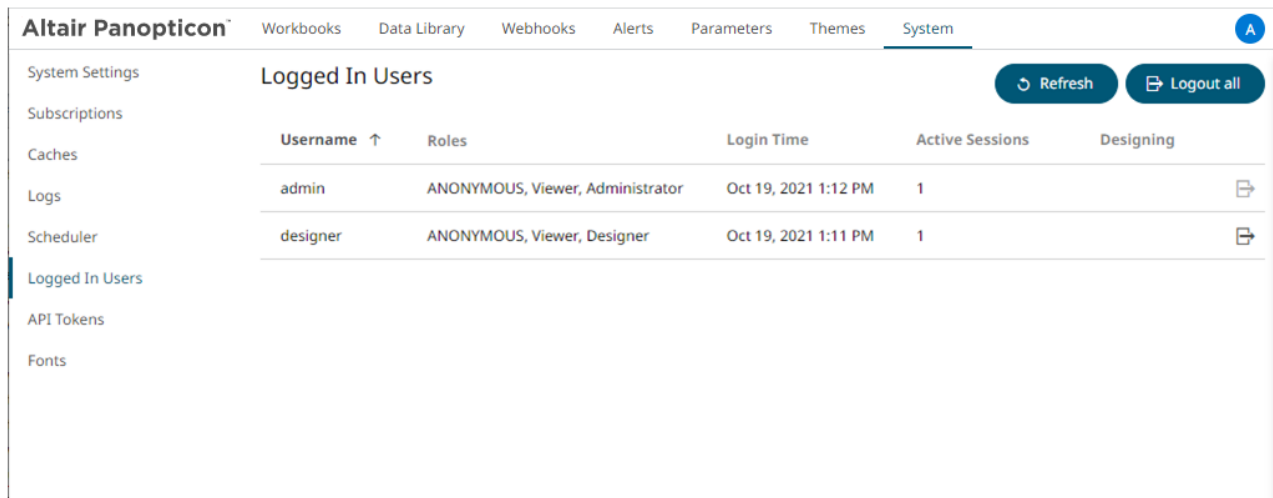 Altair Panopticon™ Workbooks Data Library Webhooks Alerts Parameters Themes System A
System Settings
Subscriptions
Caches
Logs
Scheduler
Logged In Users
API Tokens
Fonts
Logged In Users
Refresh Logout all
Username ↑ Roles Login Time Active Sessions Designing
admin ANONYMOUS, Viewer, Administrator Oct 19, 2021 1:12 PM 1
designer ANONYMOUS, Viewer, Designer Oct 19, 2021 1:11 PM 1